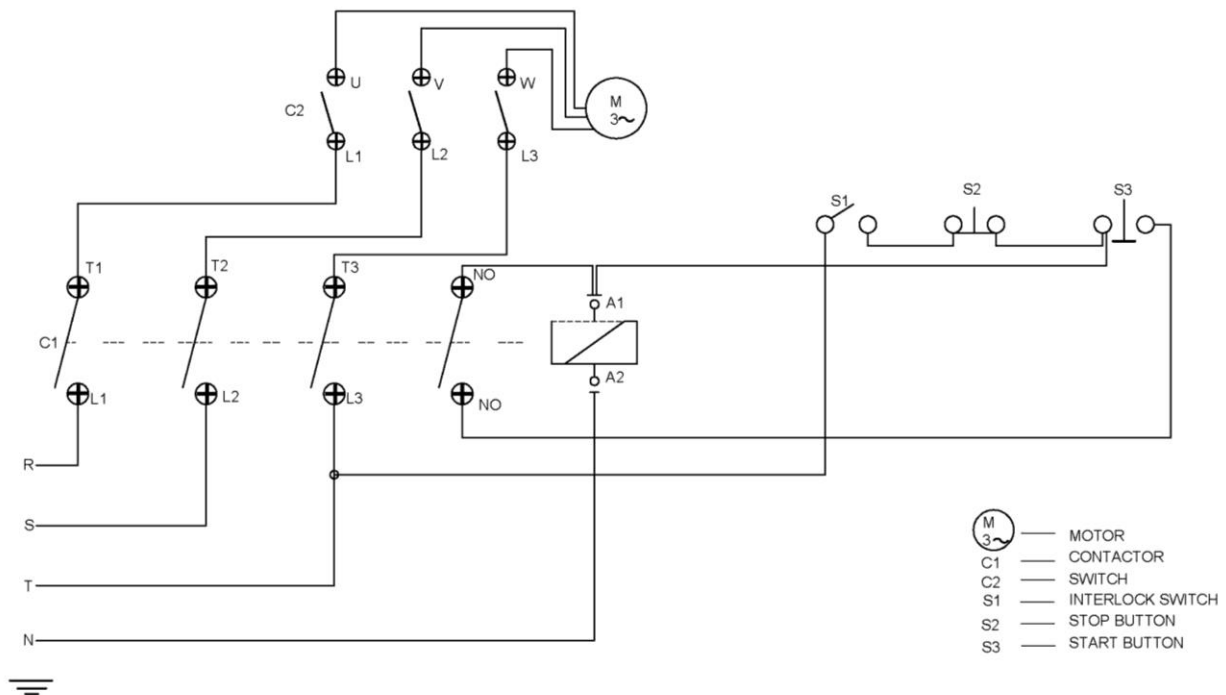 U
V
W
C2
M
3~
L1
L2
L3
S1
S2
S3
T1
T2
T3
NO
A1
C1
A2
L1
L2
L3
NO
R
S
T
N
M
3~
MOTOR
C1 CONTACTOR
C2 SWITCH
S1 INTERLOCK SWITCH
S2 STOP BUTTON
S3 START BUTTON